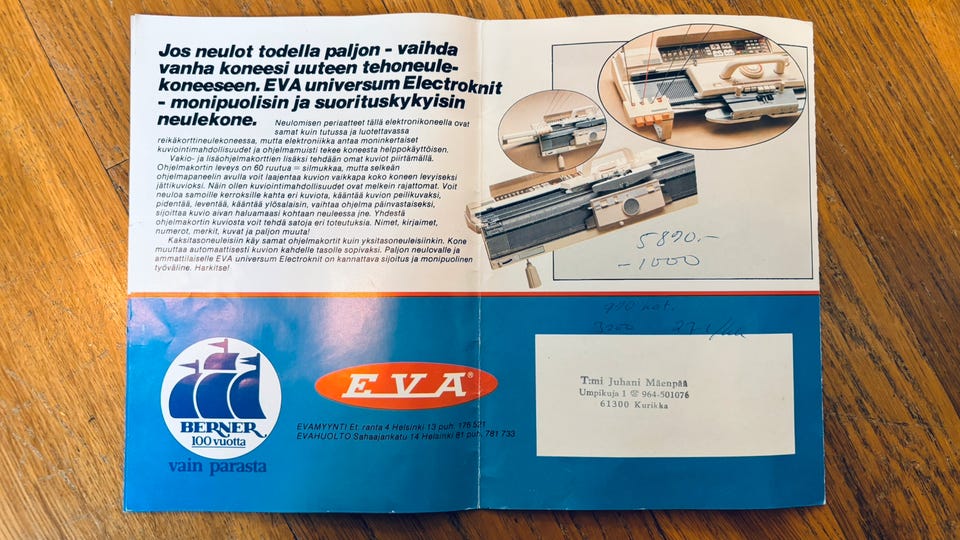 Jos neulot todella paljon - vaihda
vanha koneesi uuteen tehoneule-
koneeseen. EVA universum Electroknit
- monipuolisin ja suorituskykyisin
neulekone.
Neulomisen periaatteet tällä elektronikoneella ovat
samat kuin tutussa ja luotettavassa
reikäkorttineulekoneessa, mutta elektroniikka antaa moninkertaiset
kuviointimahdollisuudet ja ohjelmamuisti tekee koneesta helppokäyttöisen.
Vakio- ja lisäohjelmakorttien lisäksi tehdään omat kuviot piirtämällä.
Ohjelmakortin leveys on 60 ruutua = silmukkaa, mutta selkeän
ohjelmapaneelin avulla voit laajentaa kuvion vaikkapa koko koneen levyiseksi
jättikuvioksi. Näin ollen kuviointimahdollisuudet ovat melkein rajattomat. Voit
neuloa samoille kerroksille kahta eri kuviota, kääntää kuvion peilikuvaksi,
pidentää, leventää, kääntää ylösalaisin, vaihtaa ohjelma päinvastaiseksi,
sijoittaa kuvio aivan haluamaasi kohtaan neuleessa jne. Yhdestä
ohjelmakortin kuviosta voit tehdä satoja eri toteutuksia. Nimet, kirjaimet,
numerot, merkit, kuvat ja paljon muuta!
Kaksitasoneuleisiin käy samat ohjelmakortit kuin yksitasoneuleisiinkin. Kone
muuttaa automaattisesti kuvion kahdelle tasolle sopivaksi. Paljon neulovalle ja
ammattilaiselle EVA universum Electroknit on kannattava sijoitus ja monipuolinen
työväline. Harkitse!
5890.-
-1000
BERNER
100 vuotta
vain parasta
EVA®
EVAMYYNTI Et. ranta 4 Helsinki 13 puh. 176 521
EVAHUOLTO Sahaajankatu 14 Helsinki 81 puh. 781 733
T:mi Juhani Mäenpää
Umpikuja 1 ☎ 964-501076
61300 Kurikka